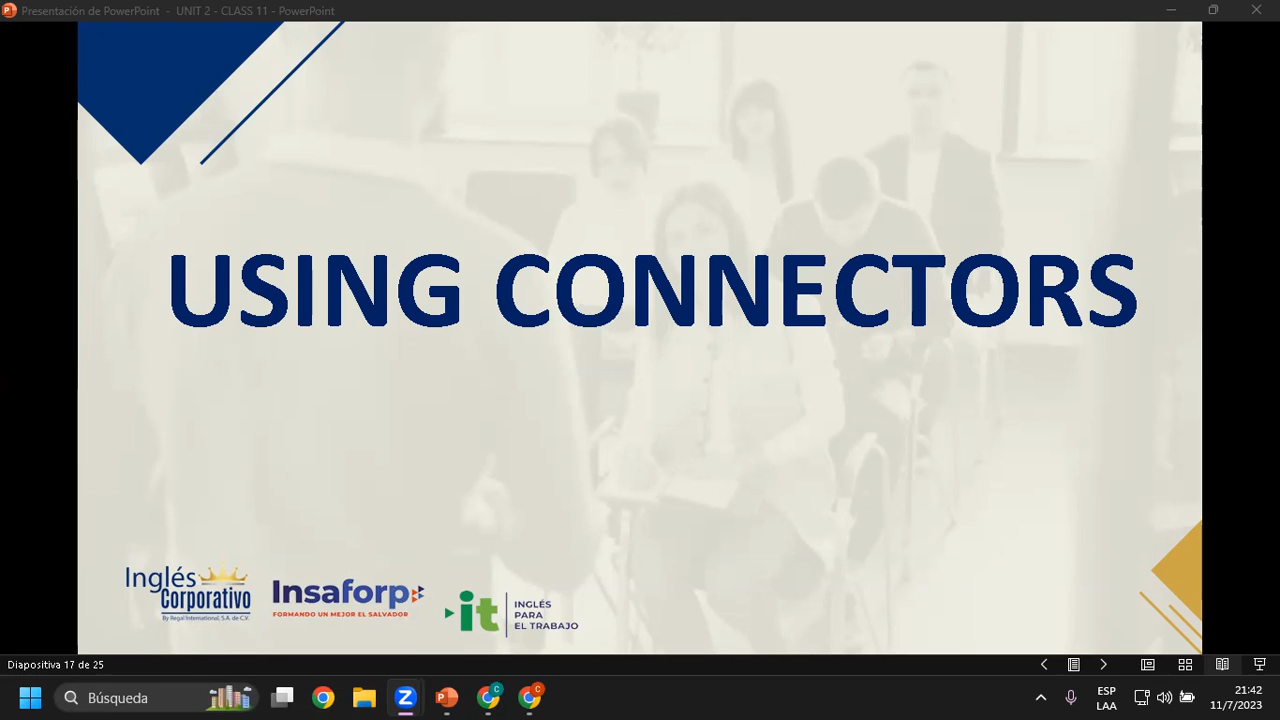 Presentación de PowerPoint - UNIT 2 - CLASS 11 - PowerPoint
USING CONNECTORS
Inglés
Corporativo
By Regal International, S.A. de C.V.
Insaforp
FORMANDO UN MEJOR EL SALVADOR
it
INGLÉS
PARA
EL TRABAJO
Diapositiva 17 de 25
Búsqueda
C
C
ESP
LAA
21:42
11/7/2023